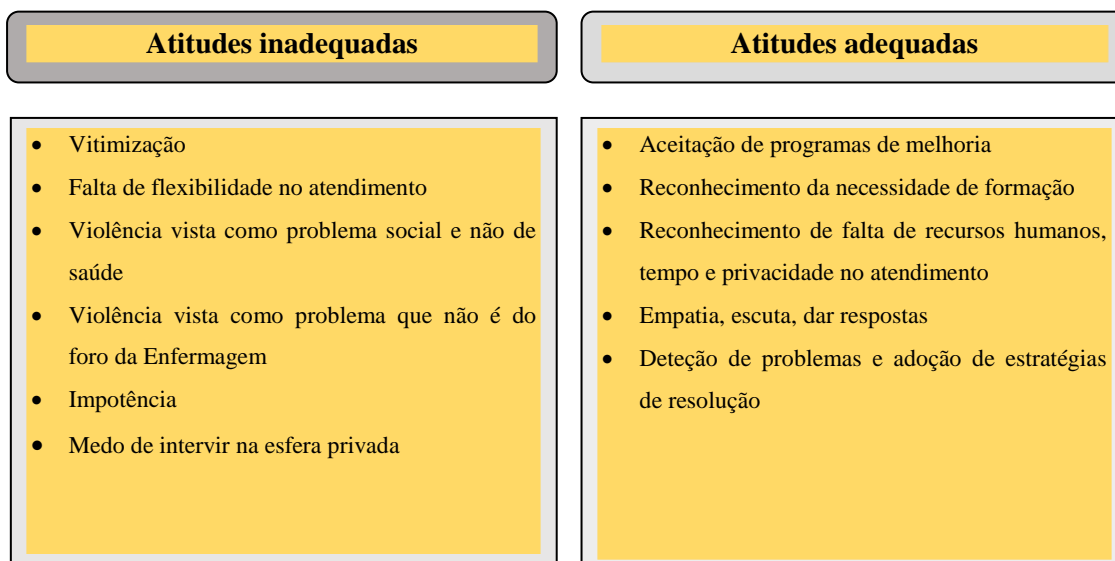 Atitudes inadequadas
• Vitimização
• Falta de flexibilidade no atendimento
• Violência vista como problema social e não de
saúde
• Violência vista como problema que não é do
foro da Enfermagem
• Impotência
• Medo de intervir na esfera privada
Atitudes adequadas
• Aceitação de programas de melhoria
• Reconhecimento da necessidade de formação
• Reconhecimento de falta de recursos humanos,
tempo e privacidade no atendimento
• Empatia, escuta, dar respostas
• Deteção de problemas e adoção de estratégias
de resolução